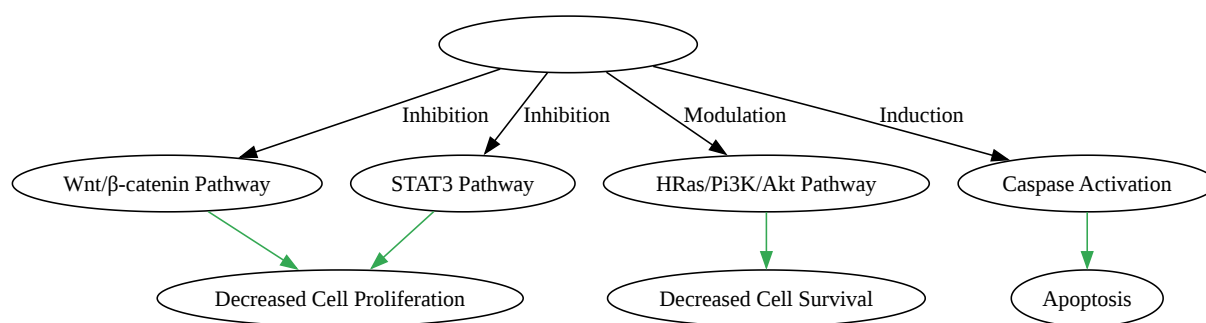 Inhibition
Inhibition
Modulation
Induction
Wnt/β-catenin Pathway
STAT3 Pathway
HRas/Pi3K/Akt Pathway
Caspase Activation
Decreased Cell Proliferation
Decreased Cell Survival
Apoptosis